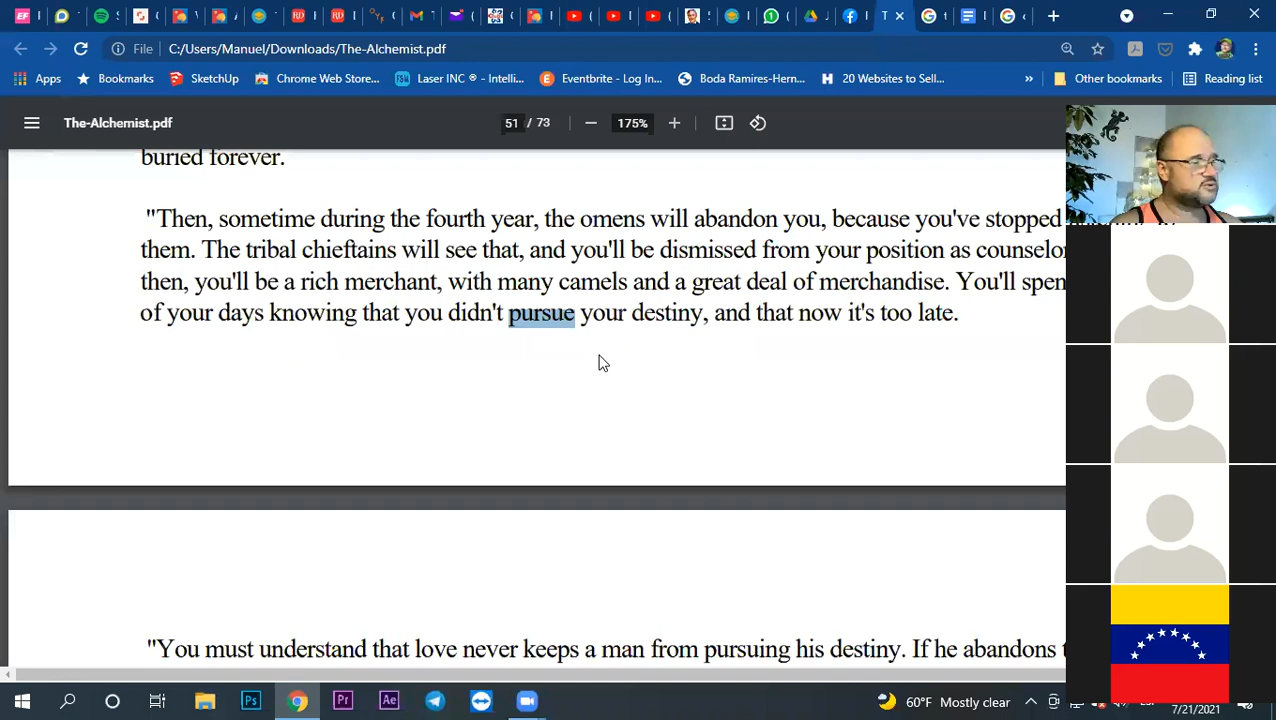 File C:/Users/Manuel/Downloads/The-Alchemist.pdf
Apps Bookmarks SketchUp Chrome Web Store... Laser INC ® - Intelli... Eventbrite - Log In... Boda Ramires-Hern... 20 Websites to Sell... » Other bookmarks Reading list
The-Alchemist.pdf 51 / 73 175%
buried forever.
"Then, sometime during the fourth year, the omens will abandon you, because you've stopped
them. The tribal chieftains will see that, and you'll be dismissed from your position as
then, you'll be a rich merchant, with many camels and a great deal of merchandise. You'll
of your days knowing that you didn't pursue your destiny, and that now it's too late.
"You must understand that love never keeps a man from pursuing his destiny. If he abandons
Ps Pr Ae 60°F Mostly clear
7/21/2021